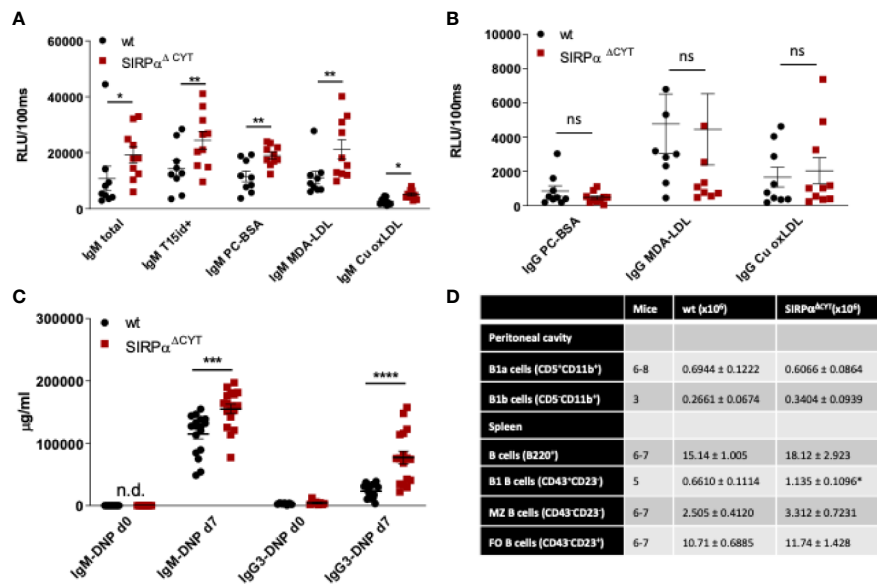 A
wt
SIRPα ΔCYT
RLU/100ms
60000
40000
20000
0
*
**
**
**
*
IgM total
IgM T15id+
IgM PC-BSA
IgM MDA-LDL
IgM Cu oxLDL
B
wt
SIRPα ΔCYT
RLU/100ms
10000
8000
6000
4000
2000
0
ns
ns
ns
IgG PC-BSA
IgG MDA-LDL
IgG Cu oxLDL
C
wt
SIRPαΔCYT
µg/ml
300000
200000
100000
0
n.d.
***
****
IgM-DNP d0
IgM-DNP d7
IgG3-DNP d0
IgG3-DNP d7
D
Mice wt (x10⁶) SIRPαΔCYT(x10⁶)
Peritoneal cavity
B1a cells (CD5⁺CD11b⁺) 6-8 0.6944 ± 0.1222 0.6066 ± 0.0864
B1b cells (CD5⁻CD11b⁺) 3 0.2661 ± 0.0674 0.3404 ± 0.0939
Spleen
B cells (B220⁺) 6-7 15.14 ± 1.005 18.12 ± 2.923
B1 B cells (CD43⁺CD23⁻) 5 0.6610 ± 0.1114 1.135 ± 0.1096*
MZ B cells (CD43⁻CD23⁻) 6-7 2.505 ± 0.4120 3.312 ± 0.7231
FO B cells (CD43⁻CD23⁺) 6-7 10.71 ± 0.6885 11.74 ± 1.428